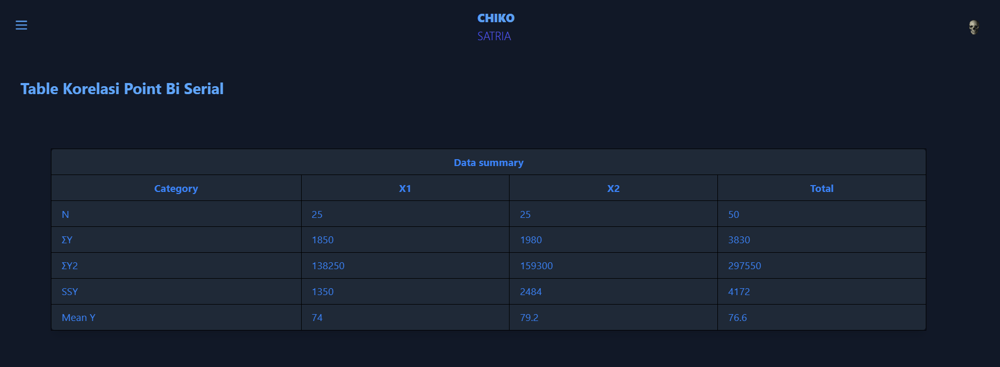 CHIKO
SATRIA
Table Korelasi Point Bi Serial
Data summary
Category X1 X2 Total
N 25 25 50
ΣY 1850 1980 3830
ΣY2 138250 159300 297550
SSY 1350 2484 4172
Mean Y 74 79.2 76.6